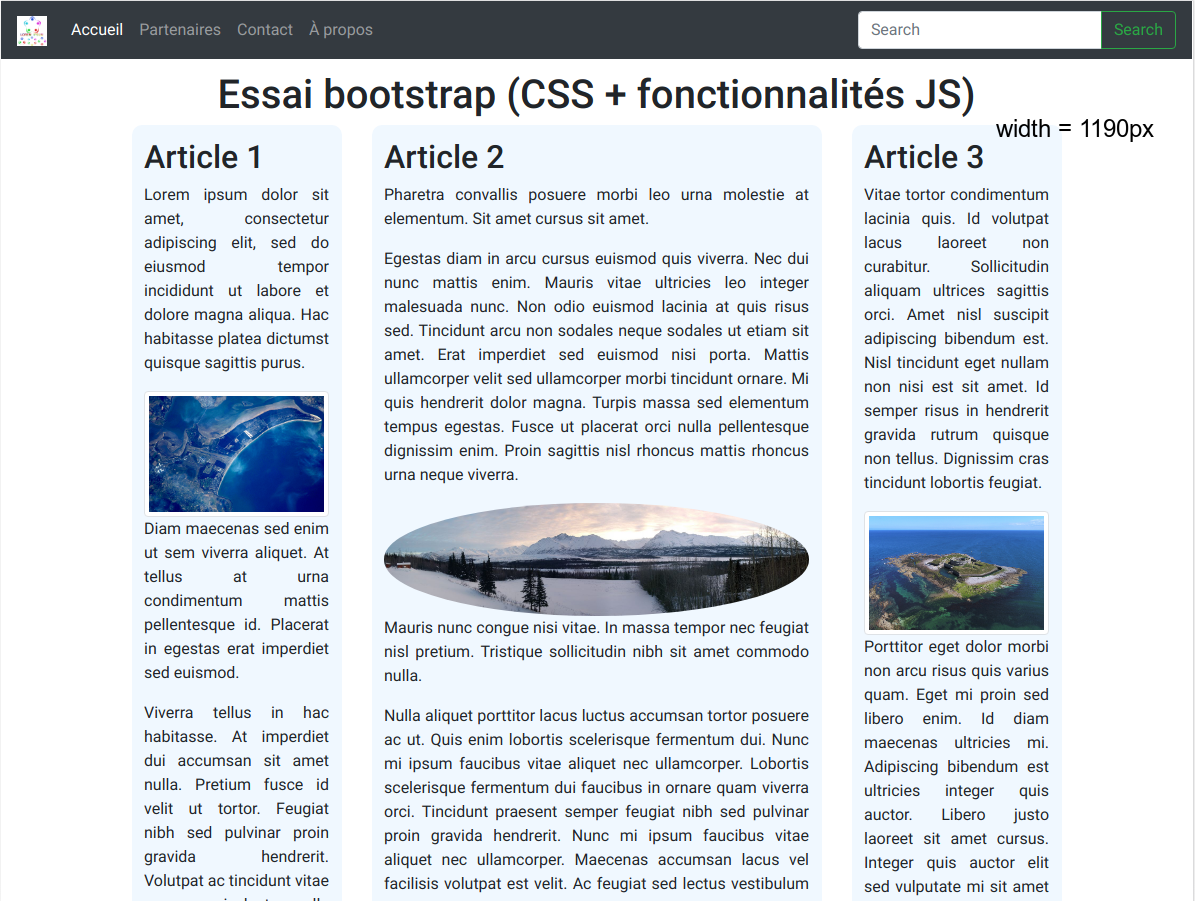 Accueil Partenaires Contact À propos Search Search
Essai bootstrap (CSS + fonctionnalités JS)
width = 1190px
Article 1
Lorem ipsum dolor sit
amet, consectetur
adipiscing elit, sed do
eiusmod tempor
incididunt ut labore et
dolore magna aliqua. Hac
habitasse platea dictumst
quisque sagittis purus.
Diam maecenas sed enim
ut sem viverra aliquet. At
tellus at urna
condimentum mattis
pellentesque id. Placerat
in egestas erat imperdiet
sed euismod.
Viverra tellus in hac
habitasse. At imperdiet
dui accumsan sit amet
nulla. Pretium fusce id
velit ut tortor. Feugiat
nibh sed pulvinar proin
gravida hendrerit.
Volutpat ac tincidunt vitae
Article 2
Pharetra convallis posuere morbi leo urna molestie at
elementum. Sit amet cursus sit amet.
Egestas diam in arcu cursus euismod quis viverra. Nec dui
nunc mattis enim. Mauris vitae ultricies leo integer
malesuada nunc. Non odio euismod lacinia at quis risus
sed. Tincidunt arcu non sodales neque sodales ut etiam sit
amet. Erat imperdiet sed euismod nisi porta. Mattis
ullamcorper velit sed ullamcorper morbi tincidunt ornare. Mi
quis hendrerit dolor magna. Turpis massa sed elementum
tempus egestas. Fusce ut placerat orci nulla pellentesque
dignissim enim. Proin sagittis nisl rhoncus mattis rhoncus
urna neque viverra.
Mauris nunc congue nisi vitae. In massa tempor nec feugiat
nisl pretium. Tristique sollicitudin nibh sit amet commodo
nulla.
Nulla aliquet porttitor lacus luctus accumsan tortor posuere
ac ut. Quis enim lobortis scelerisque fermentum dui. Nunc
mi ipsum faucibus vitae aliquet nec ullamcorper. Lobortis
scelerisque fermentum dui faucibus in ornare quam viverra
orci. Tincidunt praesent semper feugiat nibh sed pulvinar
proin gravida hendrerit. Nunc mi ipsum faucibus vitae
aliquet nec ullamcorper. Maecenas accumsan lacus vel
facilisis volutpat est velit. Ac feugiat sed lectus vestibulum
Article 3
Vitae tortor condimentum
lacinia quis. Id volutpat
lacus laoreet non
curabitur. Sollicitudin
aliquam ultrices sagittis
orci. Amet nisl suscipit
adipiscing bibendum est.
Nisl tincidunt eget nullam
non nisi est sit amet. Id
semper risus in hendrerit
gravida rutrum quisque
non tellus. Dignissim cras
tincidunt lobortis feugiat.
Porttitor eget dolor morbi
non arcu risus quis varius
quam. Eget mi proin sed
libero enim. Id diam
maecenas ultricies mi.
Adipiscing bibendum est
ultricies integer quis
auctor. Libero justo
laoreet sit amet cursus.
Integer quis auctor elit
sed vulputate mi sit amet